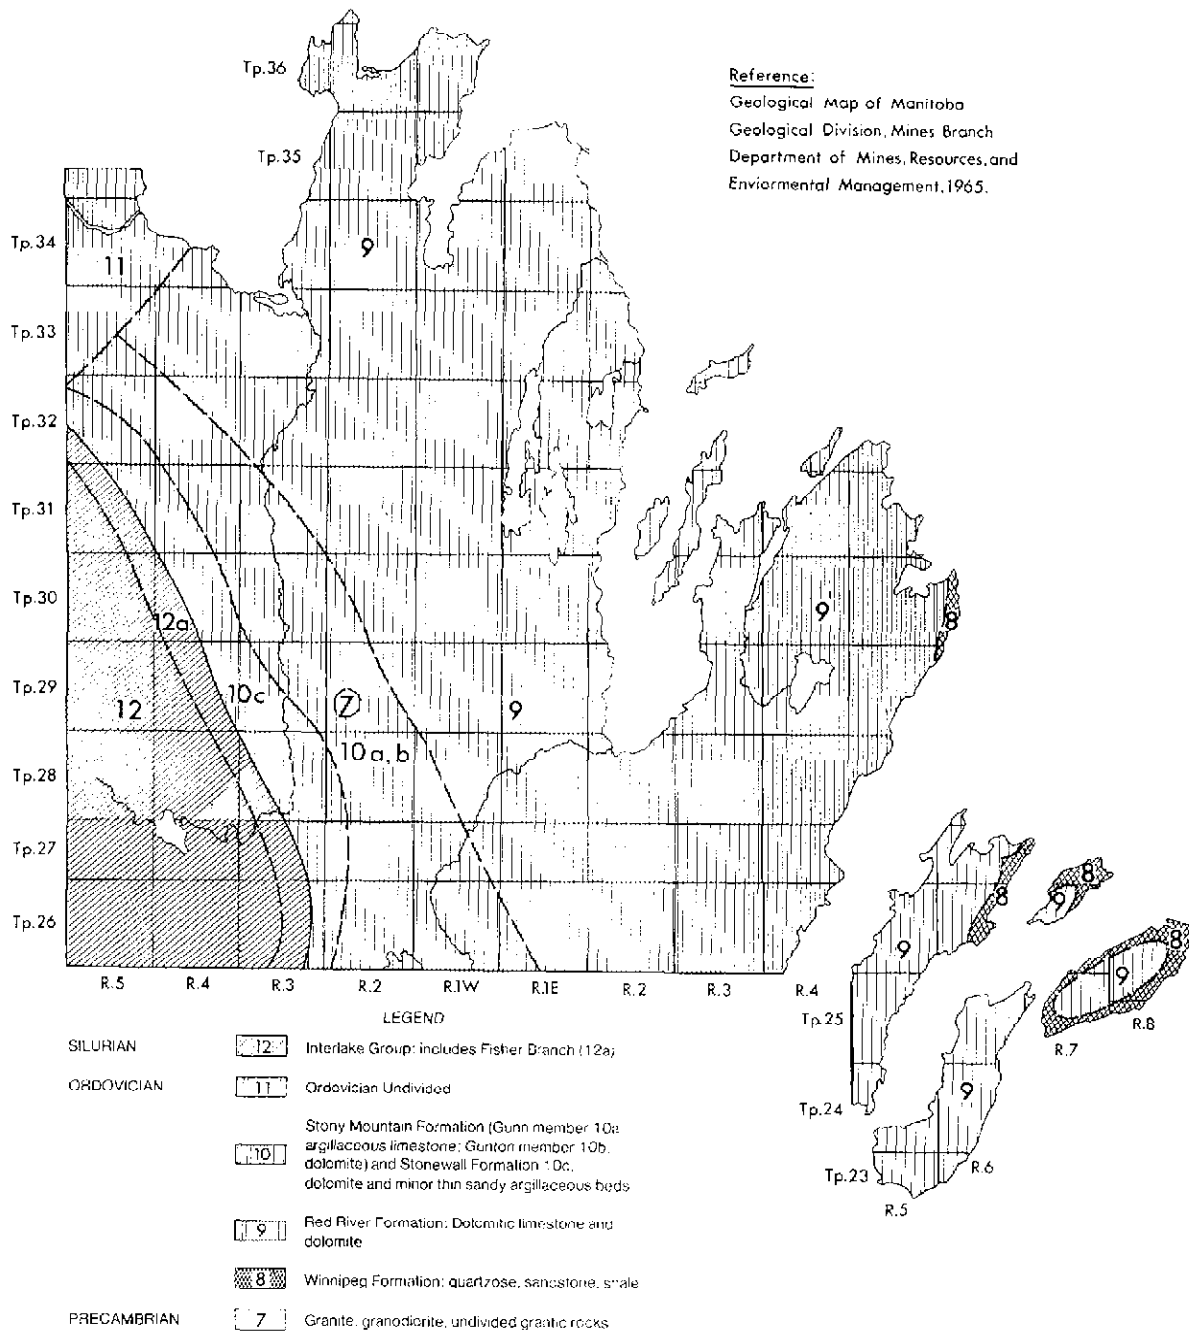 Reference:
Geological Map of Manitoba
Geological Division, Mines Branch
Department of Mines, Resources, and
Enviormental Management, 1965.
Tp.36
Tp.35
Tp.34
11
9
Tp.33
Tp.32
Tp.31
Tp.30
9
8
12a
Tp.29
12
10c
7
9
10a,b
Tp.28
Tp.27
8
8
9
Tp.26
9
8
9
R.5
R.4
R.3
R.2
R.1W
R.1E
R.2
R.3
R.4
Tp.25
R.8
R.7
Tp.24
9
Tp.23
R.6
R.5
LEGEND
SILURIAN
12 Interlake Group: includes Fisher Branch (12a)
ORDOVICIAN
11 Ordovician Undivided
10 Stony Mountain Formation (Gunn member 10a
argillaceous limestone; Gunton member 10b,
dolomite) and Stonewall Formation 10c,
dolomite and minor thin sandy argillaceous beds
9 Red River Formation: Dolomitic limestone and
dolomite
8 Winnipeg Formation: quartzose, sandstone, shale
PRECAMBRIAN
7 Granite, granodiorite, undivided granitic rocks